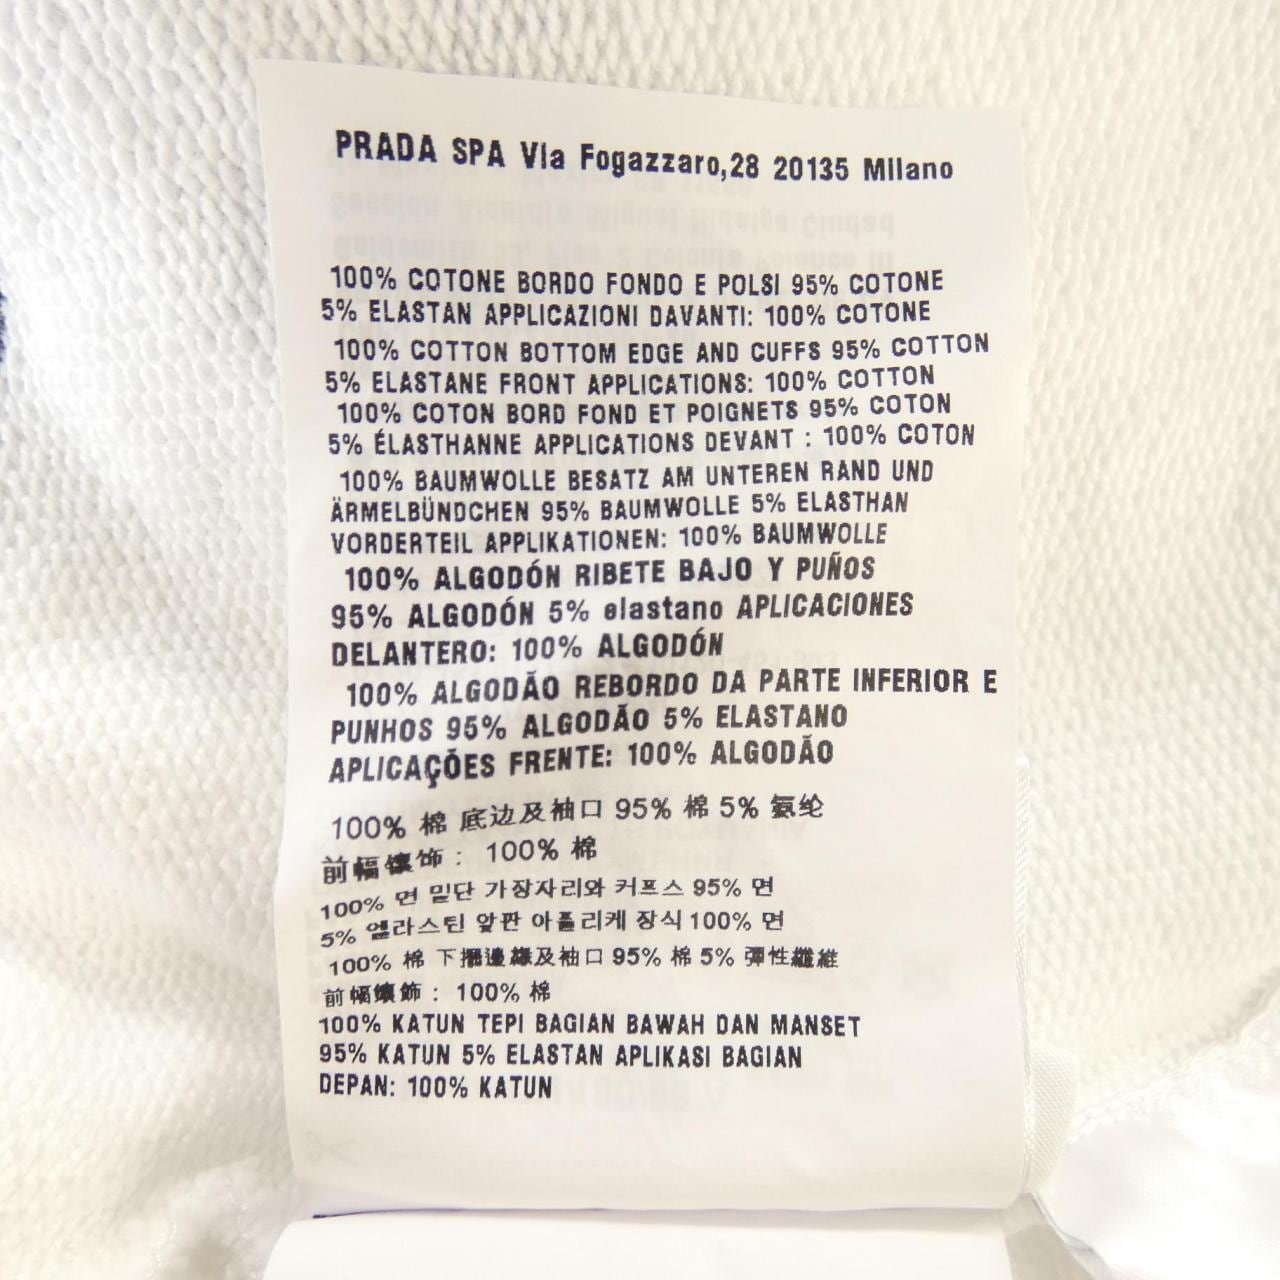 PRADA SPA Via Fogazzaro,28 20135 Milano
100% COTONE BORDO FONDO E POLSI 95% COTONE
5% ELASTAN APPLICAZIONI DAVANTI: 100% COTONE
100% COTTON BOTTOM EDGE AND CUFFS 95% COTTON
5% ELASTANE FRONT APPLICATIONS: 100% COTTON
100% COTON BORD FOND ET POIGNETS 95% COTON
5% ÉLASTHANNE APPLICATIONS DEVANT : 100% COTON
100% BAUMWOLLE BESATZ AM UNTEREN RAND UND
ÄRMELBÜNDCHEN 95% BAUMWOLLE 5% ELASTHAN
VORDERTEIL APPLIKATIONEN: 100% BAUMWOLLE
100% ALGODÓN RIBETE BAJO Y PUÑOS
95% ALGODÓN 5% elastano APLICACIONES
DELANTERO: 100% ALGODÓN
100% ALGODÃO REBORDO DA PARTE INFERIOR E
PUNHOS 95% ALGODÃO 5% ELASTANO
APLICAÇÕES FRENTE: 100% ALGODÃO
100% 棉 底边及袖口 95% 棉 5% 氨纶
前幅镶饰： 100% 棉
100% 면 밑단 가장자리와 커프스 95% 면
5% 엘라스틴 앞판 아플리케 장식 100% 면
100% 棉 下擺邊緣及袖口 95% 棉 5% 彈性纖維
前幅鑲飾： 100% 棉
100% KATUN TEPI BAGIAN BAWAH DAN MANSET
95% KATUN 5% ELASTAN APLIKASI BAGIAN
DEPAN: 100% KATUN